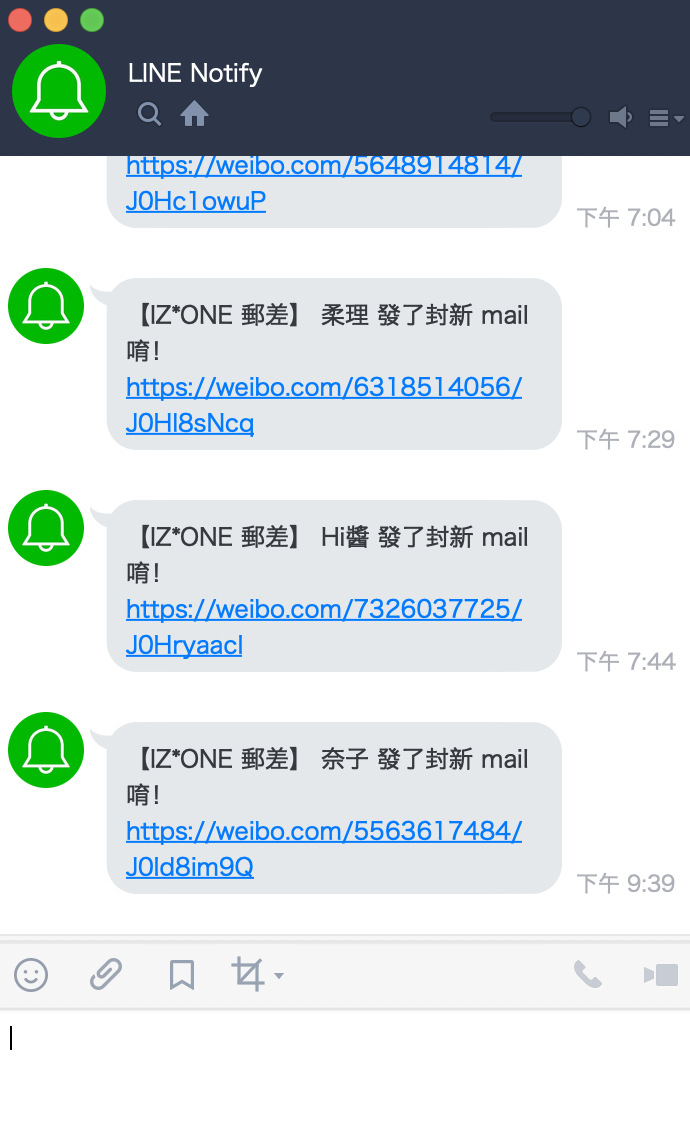 LINE Notify
https://weibo.com/5648914814/
J0Hc1owuP
下午 7:04
【IZ*ONE 郵差】 柔理 發了封新 mail
唷!
https://weibo.com/6318514056/
J0Hl8sNcq
下午 7:29
【IZ*ONE 郵差】 Hi醬 發了封新 mail
唷!
https://weibo.com/7326037725/
J0Hryaacl
下午 7:44
【IZ*ONE 郵差】 奈子 發了封新 mail
唷!
https://weibo.com/5563617484/
J0Id8im9Q
下午 9:39